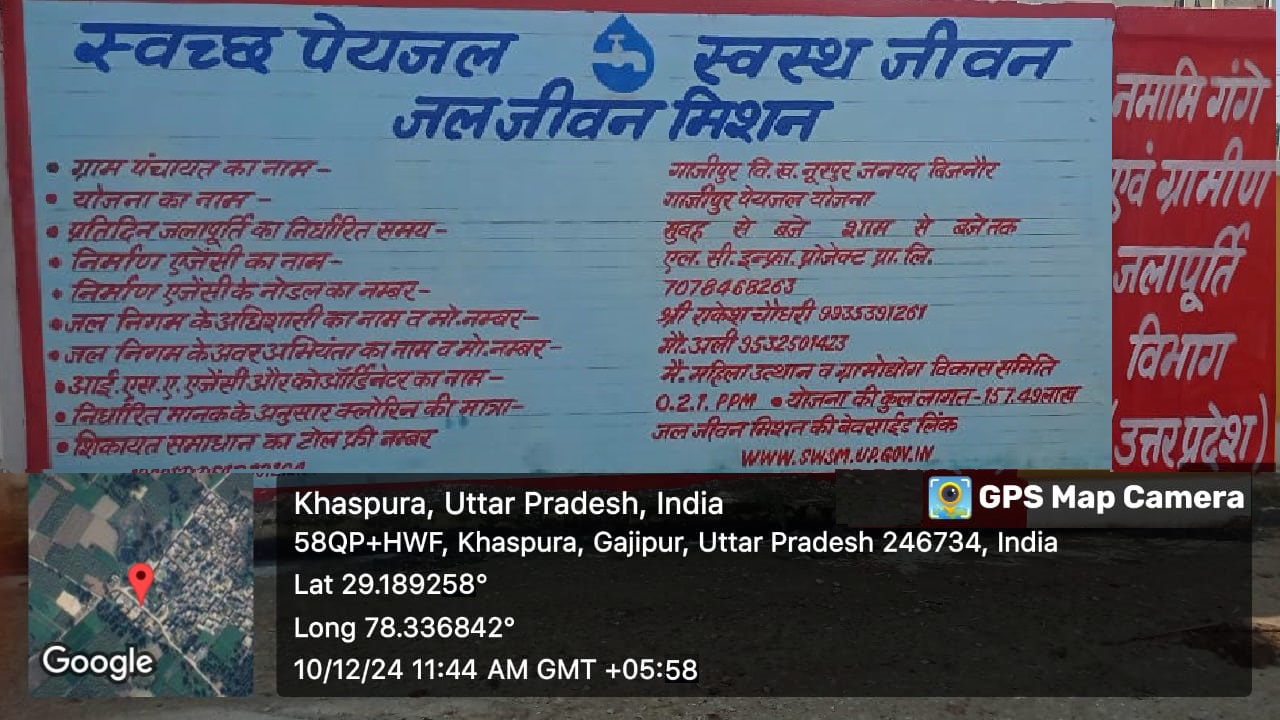 स्वच्छ पेयजल स्वस्थ जीवन
जल जीवन मिशन
• ग्राम पंचायत का नाम – गाजीपुर वि.ख. नूरपुर जनपद बिजनौर
• योजना का नाम – गाजीपुर पेयजल योजना
• प्रतिदिन जलापूर्ति का निर्धारित समय – सुबह से बजे शाम से बजे तक
• निर्माण एजेंसी का नाम – एल.सी.इन्फ्रा.प्रोजेक्ट प्रा.लि.
• निर्माण एजेंसी के नोडल का नम्बर – 7078468263
• जल निगम के अधिशासी का नाम व मो.नम्बर – श्री राकेश चौधरी 9935391261
• जल निगम के अवर अभियंता का नाम व मो.नम्बर – मौ.अली 9532501423
• आई.एस.ए.एजेंसी और कोऑर्डिनेटर का नाम – मै.महिला उत्थान व ग्रामोद्योग विकास समिति
• निर्धारित मानक के अनुसार क्लोरिन की मात्रा – 0.2.1. PPM • योजना की कुल लागत – 157.49 लाख
• शिकायत समाधान का टोल फ्री नम्बर जल जीवन मिशन की बेवसाईड लिंक
WWW.SWSM.UP.GOV.IN
नमामि गंगे
एवं ग्रामीण
जलापूर्ति
विभाग
(उत्तर प्रदेश)
GPS Map Camera
Khaspura, Uttar Pradesh, India
58QP+HWF, Khaspura, Gajipur, Uttar Pradesh 246734, India
Lat 29.189258°
Long 78.336842°
10/12/24 11:44 AM GMT +05:58
Google